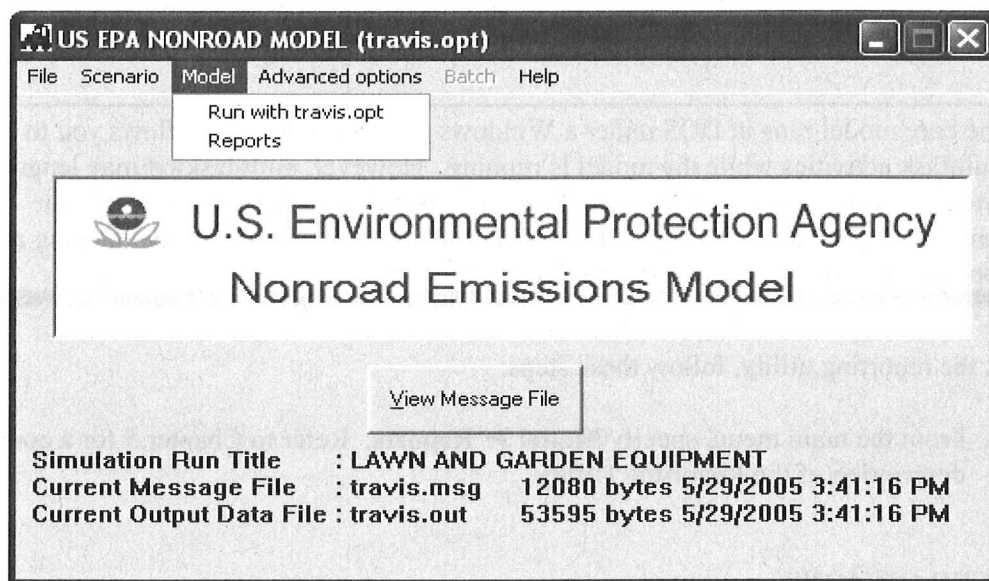 US EPA NONROAD MODEL (travis.opt)
File Scenario Model Advanced options Batch Help
Run with travis.opt
Reports
U.S. Environmental Protection Agency
Nonroad Emissions Model
View Message File
Simulation Run Title : LAWN AND GARDEN EQUIPMENT
Current Message File : travis.msg 12080 bytes 5/29/2005 3:41:16 PM
Current Output Data File : travis.out 53595 bytes 5/29/2005 3:41:16 PM